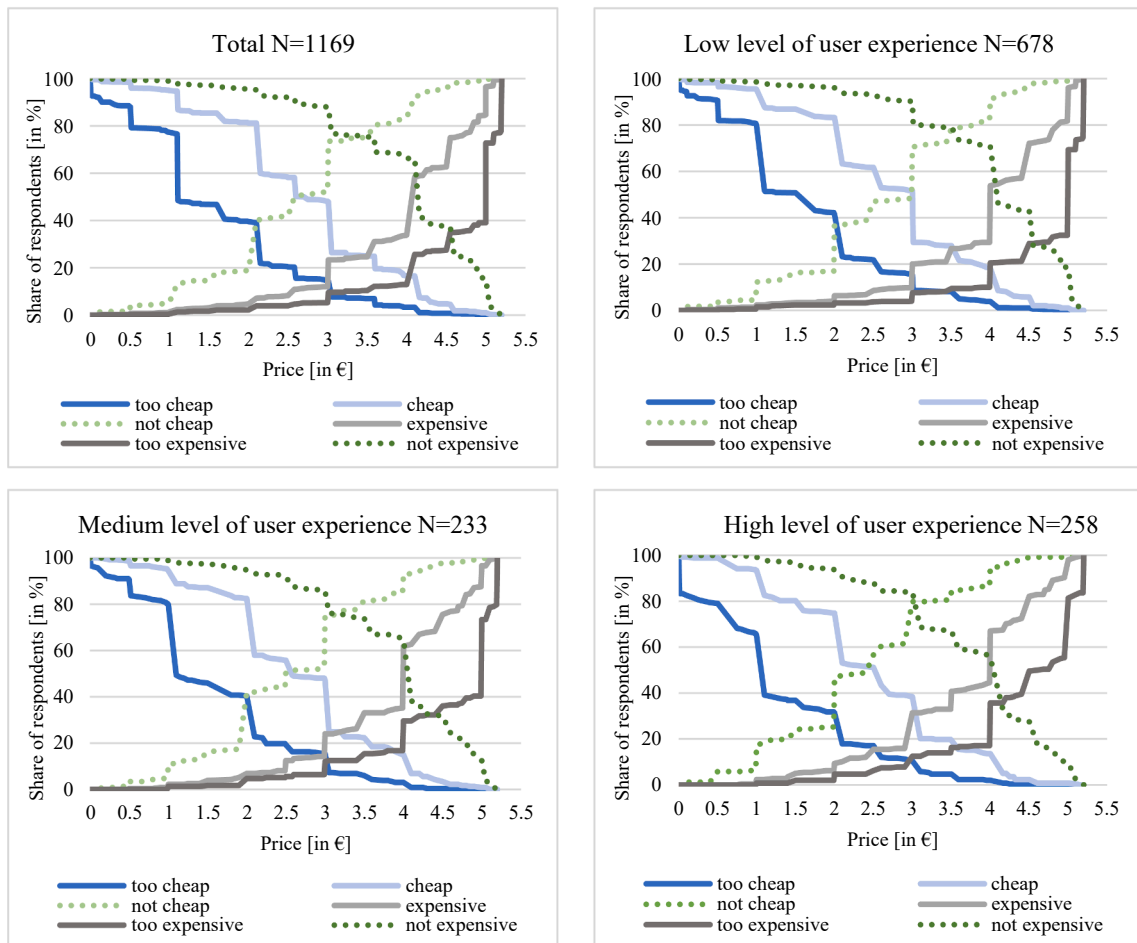 Total N=1169
Share of respondents [in %]
100
80
60
40
20
0
0 0.5 1 1.5 2 2.5 3 3.5 4 4.5 5 5.5
Price [in €]
too cheap cheap
not cheap expensive
too expensive not expensive
Low level of user experience N=678
Share of respondents [in %]
100
80
60
40
20
0
0 0.5 1 1.5 2 2.5 3 3.5 4 4.5 5 5.5
Price [in €]
too cheap cheap
not cheap expensive
too expensive not expensive
Medium level of user experience N=233
Share of respondents [in %]
100
80
60
40
20
0
0 0.5 1 1.5 2 2.5 3 3.5 4 4.5 5 5.5
Price [in €]
too cheap cheap
not cheap expensive
too expensive not expensive
High level of user experience N=258
Share of respondents [in %]
100
80
60
40
20
0
0 0.5 1 1.5 2 2.5 3 3.5 4 4.5 5 5.5
Price [in €]
too cheap cheap
not cheap expensive
too expensive not expensive